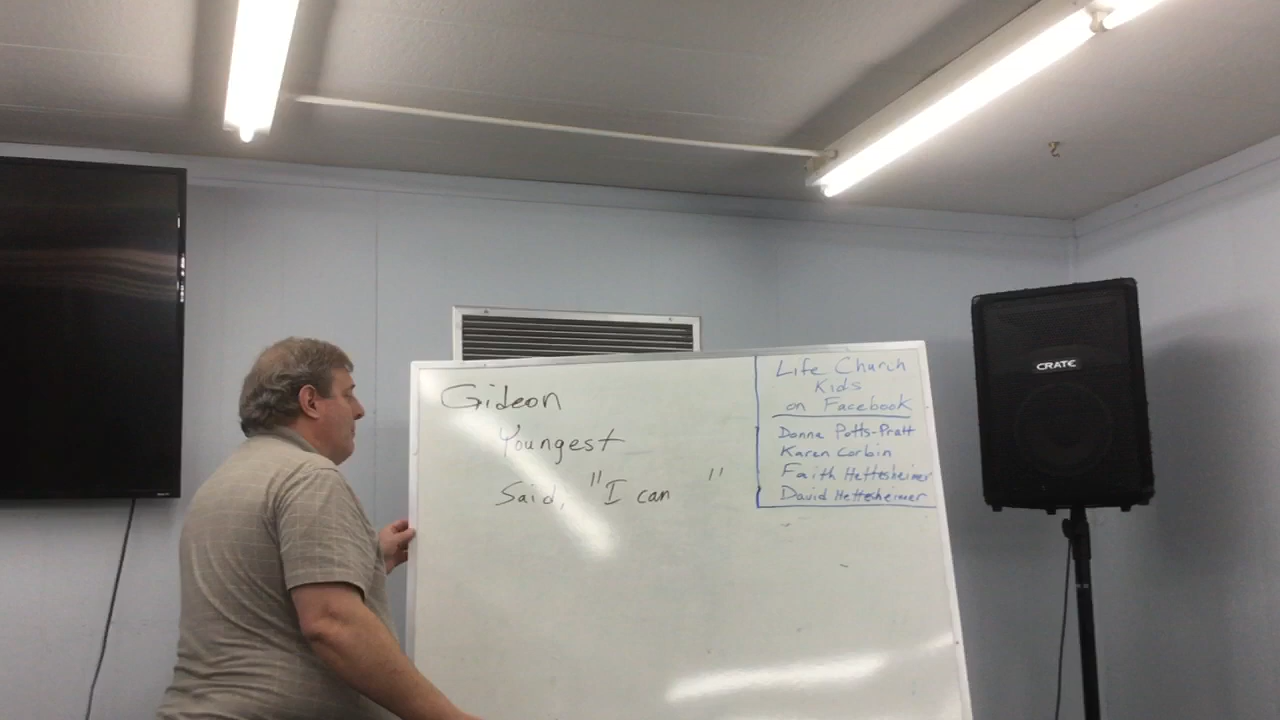 Gideon
Youngest
Said, "I can      "
Life Church
Kids
on Facebook
Donna Potts-Pratt
Karen Corbin
Faith Hettesheimer
David Hettesheimer
CRATE